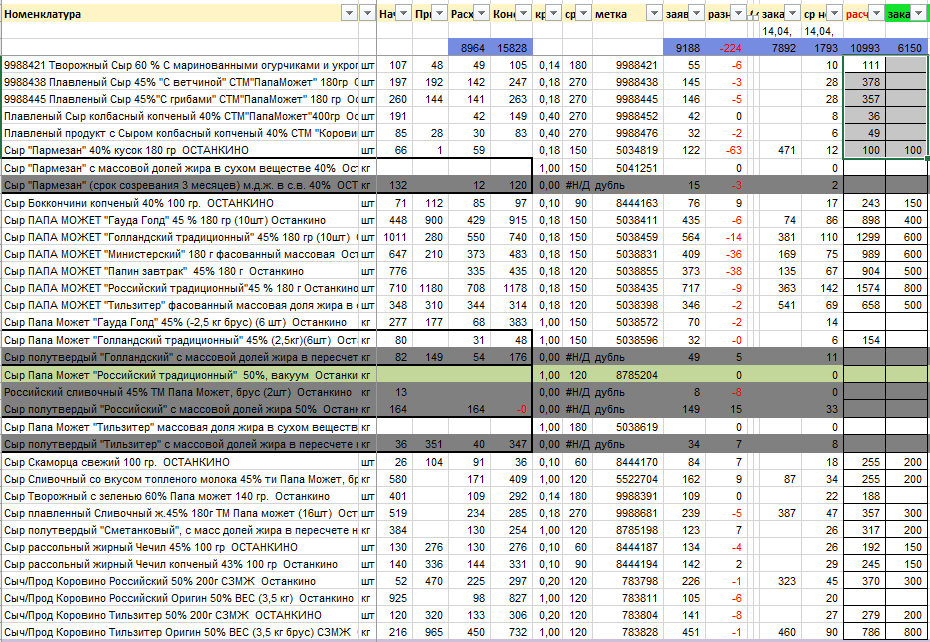 Номенклатура Нач При Расх Коне кр ср метка заяв разн зака ср не расч зака
14,04, 14,04,
8964 15828 9188 -224 7892 1793 10993 6150
9988421 Творожный Сыр 60 % С маринованными огурчиками и укроп шт 107 48 49 105 0,14 180 9988421 55 -6 10 111
9988438 Плавленый Сыр 45% "С ветчиной" СТМ"ПапаМожет" 180гр Ос шт 197 192 142 247 0,18 270 9988438 145 -3 28 378
9988445 Плавленый Сыр 45%"С грибами" СТМ"ПапаМожет" 180 гр Ос шт 260 144 141 263 0,18 270 9988445 146 -5 28 357
Плавленый Сыр колбасный копченый 40% СТМ"ПапаМожет"400гр Ос шт 191 42 149 0,40 270 9988452 42 0 8 36
Плавленый продукт с Сыром колбасный копченый 40% СТМ "Коровин шт 85 28 30 83 0,40 270 9988476 32 -2 6 49
Сыр "Пармезан" 40% кусок 180 гр ОСТАНКИНО шт 66 1 59 0,18 150 5034819 122 -63 471 12 100 100
Сыр "Пармезан" с массовой долей жира в сухом веществе 40% Ос кг 1,00 150 5041251 0 0
Сыр "Пармезан" (срок созревания 3 месяцев) м.д.ж. в с.в. 40% ОСТ кг 132 12 120 0,00 #Н/Д дубль 15 -3 2
Сыр Боккончини копченый 40% 100 гр. ОСТАНКИНО шт 71 112 85 97 0,10 90 8444163 76 9 17 243 150
Сыр ПАПА МОЖЕТ "Гауда Голд" 45 % 180 гр (10шт) Останкино шт 448 900 429 915 0,18 150 5038411 435 -6 74 86 898 400
Сыр ПАПА МОЖЕТ "Голландский традиционный" 45% 180 гр (10шт) шт 1011 280 550 740 0,18 150 5038459 564 -14 381 110 1299 600
Сыр ПАПА МОЖЕТ "Министерский" 180 г фасованный массовая Ост шт 647 210 373 483 0,18 150 5038831 409 -36 169 75 989 600
Сыр ПАПА МОЖЕТ "Папин завтрак" 45% 180 г Останкино шт 776 335 435 0,18 120 5038855 373 -38 135 67 904 500
Сыр ПАПА МОЖЕТ "Российский традиционный"45 % 180 г Останкино шт 710 1180 708 1178 0,18 150 5038435 717 -9 363 142 1574 800
Сыр ПАПА МОЖЕТ "Тильзитер" фасованный массовая доля жира в с шт 348 310 344 314 0,18 120 5038398 346 -2 541 69 658 500
Сыр Папа Может "Гауда Голд" 45% (-2,5 кг брус) (6 шт) Останкино кг 277 177 68 383 1,00 150 5038572 70 -2 14
Сыр Папа Может "Голландский традиционный" 45% (2,5кг)(6шт) Ост кг 80 31 48 1,00 150 5038596 32 -0 6 154
Сыр полутвердый "Голландский" с массовой долей жира в пересчет кг 82 149 54 176 0,00 #Н/Д дубль 49 5 11
Сыр Папа Может "Российский традиционный" 50%, вакуум Останки кг 1,00 120 8785204 0 0
Российский сливочный 45% ТМ Папа Может, брус (2шт) Останкино кг 13 0,00 #Н/Д дубль 8 -8 0
Сыр полутвердый "Российский" с массовой долей жира 50% Остан кг 164 164 -0 0,00 #Н/Д дубль 149 15 33
Сыр Папа Может "Тильзитер" массовая доля жира в сухом веществ кг 1,00 180 5038619 0 0
Сыр полутвердый "Тильзитер" с массовой долей жира в пересчете кг 36 351 40 347 0,00 #Н/Д дубль 34 7 8
Сыр Скаморца свежий 100 гр. ОСТАНКИНО шт 26 104 91 36 0,10 60 8444170 84 7 18 255 200
Сыр Сливочный со вкусом топленого молока 45% ти Папа Может, бр кг 580 171 409 1,00 120 5522704 162 9 87 34 255 200
Сыр Творожный с зеленью 60% Папа может 140 гр. Останкино шт 401 109 292 0,14 180 9988391 109 0 22 188
Сыр плавленный Сливочный ж.45% 180г ТМ Папа может (16шт) Ост шт 519 234 285 0,18 270 9988681 239 -5 387 47 357 300
Сыр полутвердый "Сметанковый", с масс долей жира в пересчете н кг 384 130 254 1,00 120 8785198 123 7 26 317 200
Сыр рассольный жирный Чечил 45% 100 гр ОСТАНКИНО шт 130 276 130 276 0,10 60 8444187 134 -4 26 192 150
Сыр рассольный жирный Чечил копченый 43% 100 гр Останкино шт 140 336 144 331 0,10 90 8444194 142 2 29 245 150
Сыч/Прод Коровино Российский 50% 200г СЗМЖ Останкино шт 52 470 225 297 0,20 120 783798 226 -1 323 45 370 300
Сыч/Прод Коровино Российский Оригин 50% ВЕС (3,5 кг) Останкино кг 925 98 827 1,00 120 783811 105 -6 20
Сыч/Прод Коровино Тильзитер 50% 200г СЗМЖ ОСТАНКИНО шт 120 320 133 306 0,20 120 783804 141 -8 27 279 200
Сыч/Прод Коровино Тильзитер Оригин 50% ВЕС (3,5 кг брус) СЗМЖ кг 216 965 450 732 1,00 120 783828 451 -1 460 90 786 800